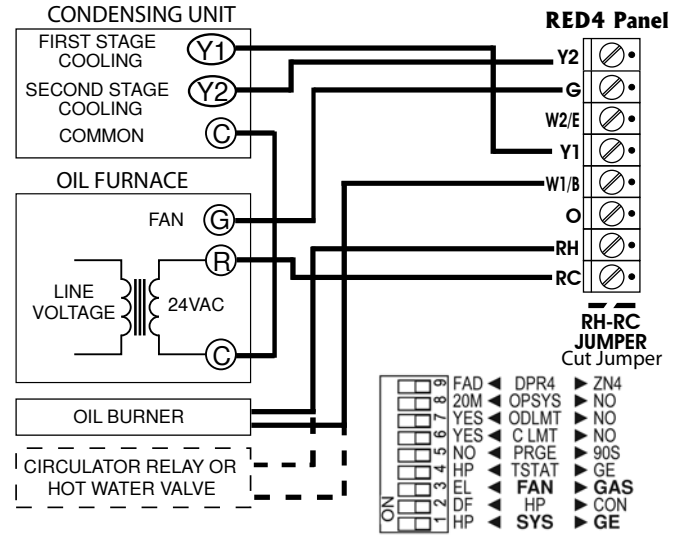 CONDENSING UNIT
FIRST STAGE
COOLING
Y1
SECOND STAGE
COOLING
Y2
COMMON
C
OIL FURNACE
FAN
G
R
LINE
VOLTAGE
24VAC
C
OIL BURNER
CIRCULATOR RELAY OR
HOT WATER VALVE
RED4 Panel
Y2
G
W2/E
Y1
W1/B
O
RH
RC
RH-RC
JUMPER
Cut Jumper
9 FAD ◄ DPR4 ► ZN4
8 20M ◄ OPSYS ► NO
7 YES ◄ ODLMT ► NO
6 YES ◄ C LMT ► NO
5 NO ◄ PRGE ► 90S
4 HP ◄ TSTAT ► GE
3 EL ◄ FAN ► GAS
2 DF ◄ HP ► CON
1 HP ◄ SYS ► GE
ON